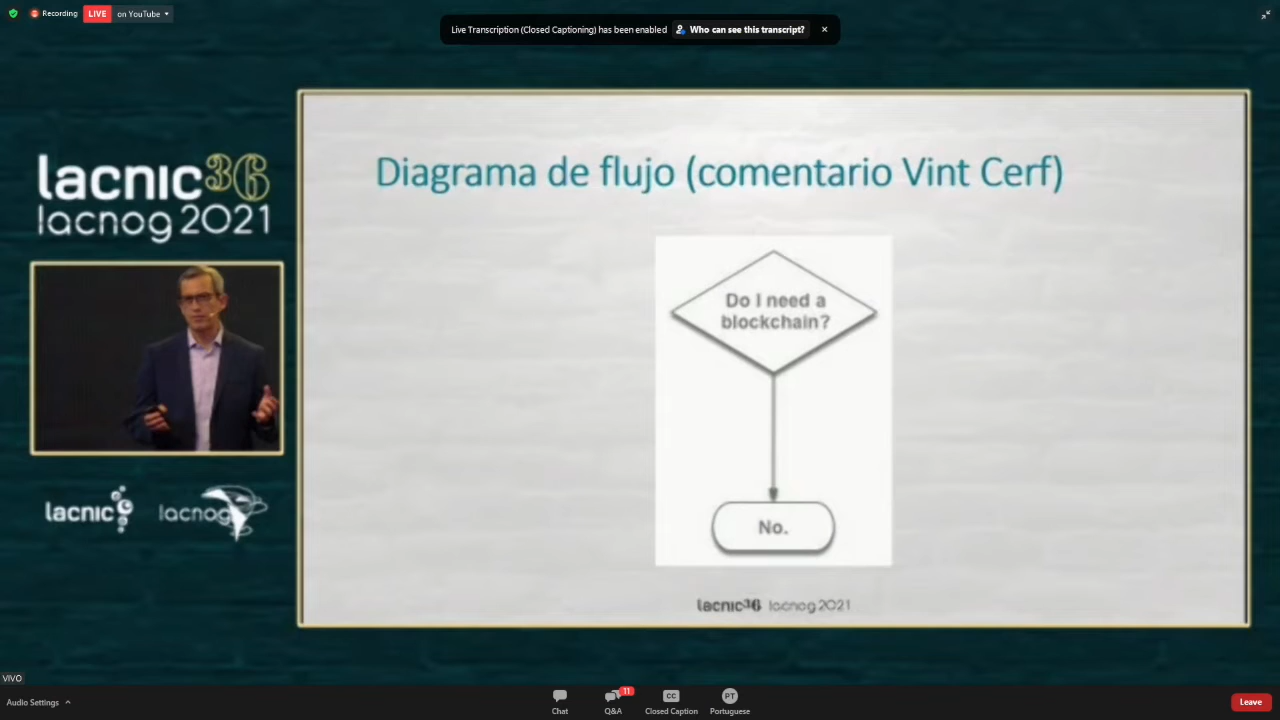 Recording
LIVE
on YouTube
Live Transcription (Closed Captioning) has been enabled
Who can see this transcript?
lacnic36
lacnog 2021
Diagrama de flujo (comentario Vint Cerf)
Do I need a
blockchain?
No.
lacnic
lacnog
lacnic36 lacnog 2021
VIVO
Audio Settings
Chat
11
Q&A
CC
Closed Caption
PT
Portuguese
Leave